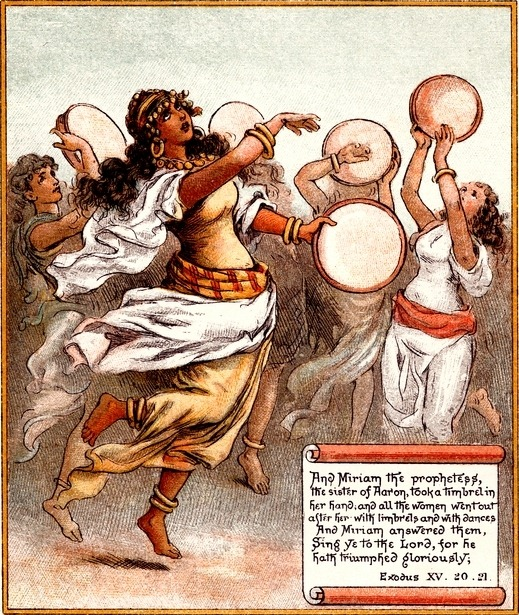 And Miriam the prophetess,
the sister of Aaron, took a timbrel in
her hand, and all the women went out
after her with timbrels and with dances
And Miriam answered them,
Sing ye to the Lord, for he
hath triumphed gloriously;
Exodus XV. 20. 21.